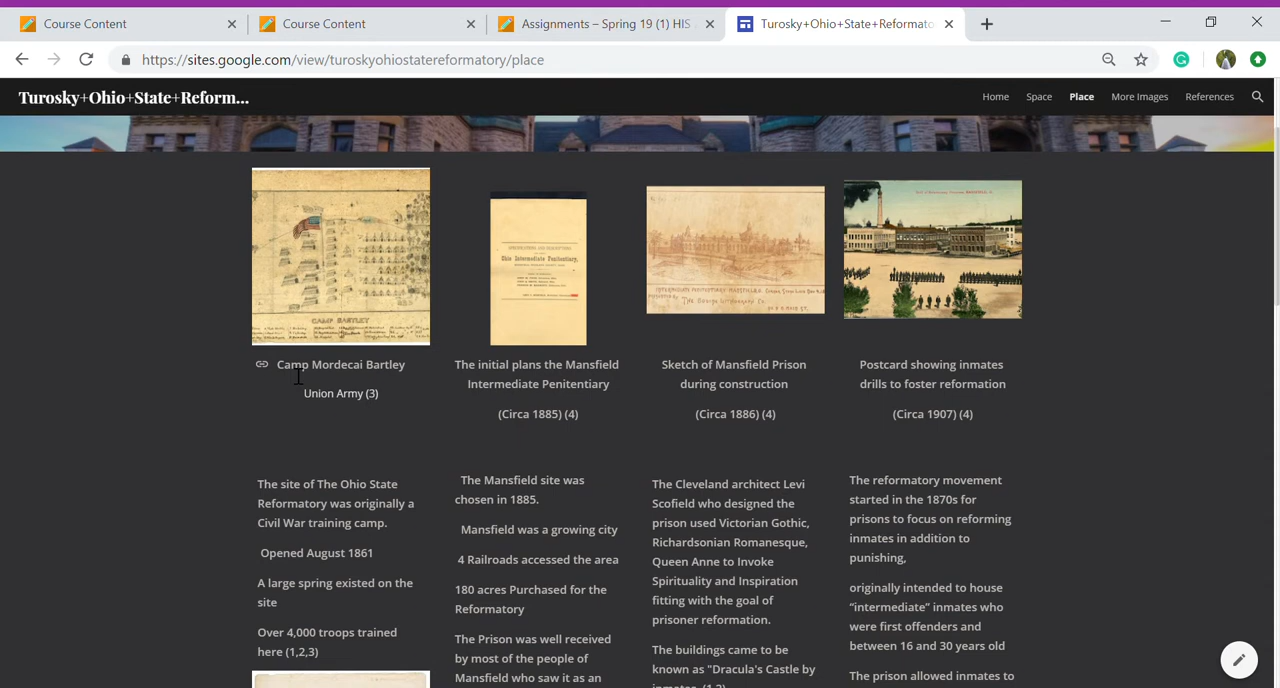 Course Content
Course Content
Assignments – Spring 19 (1) HIS
Turosky+Ohio+State+Reformato
https://sites.google.com/view/turoskyohiostatereformatory/place
Turosky+Ohio+State+Reform...
Home
Space
Place
More Images
References
CAMP BARTLEY
Ohio Intermediate Penitentiary,
Camp Mordecai Bartley
Union Army (3)
The initial plans the Mansfield
Intermediate Penitentiary
(Circa 1885) (4)
Sketch of Mansfield Prison
during construction
(Circa 1886) (4)
Postcard showing inmates
drills to foster reformation
(Circa 1907) (4)
The site of The Ohio State
Reformatory was originally a
Civil War training camp.
Opened August 1861
A large spring existed on the
site
Over 4,000 troops trained
here (1,2,3)
The Mansfield site was
chosen in 1885.
Mansfield was a growing city
4 Railroads accessed the area
180 acres Purchased for the
Reformatory
The Prison was well received
by most of the people of
Mansfield who saw it as an
The Cleveland architect Levi
Scofield who designed the
prison used Victorian Gothic,
Richardsonian Romanesque,
Queen Anne to Invoke
Spirituality and Inspiration
fitting with the goal of
prisoner reformation.
The buildings came to be
known as "Dracula's Castle by
inmates. (1,2)
The reformatory movement
started in the 1870s for
prisons to focus on reforming
inmates in addition to
punishing,
originally intended to house
“intermediate” inmates who
were first offenders and
between 16 and 30 years old
The prison allowed inmates to